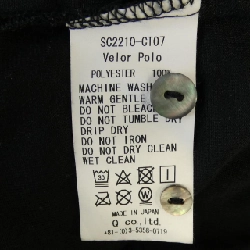 SC2210-CT07
Velor Polo
POLYESTER 100%
MACHINE WASH
WARM GENTLE
DO NOT BLEACH
DO NOT TUMBLE DRY
DRIP DRY
DO NOT IRON
DO NOT DRY CLEAN
WET CLEAN
MADE IN JAPAN
Q co.,ltd.